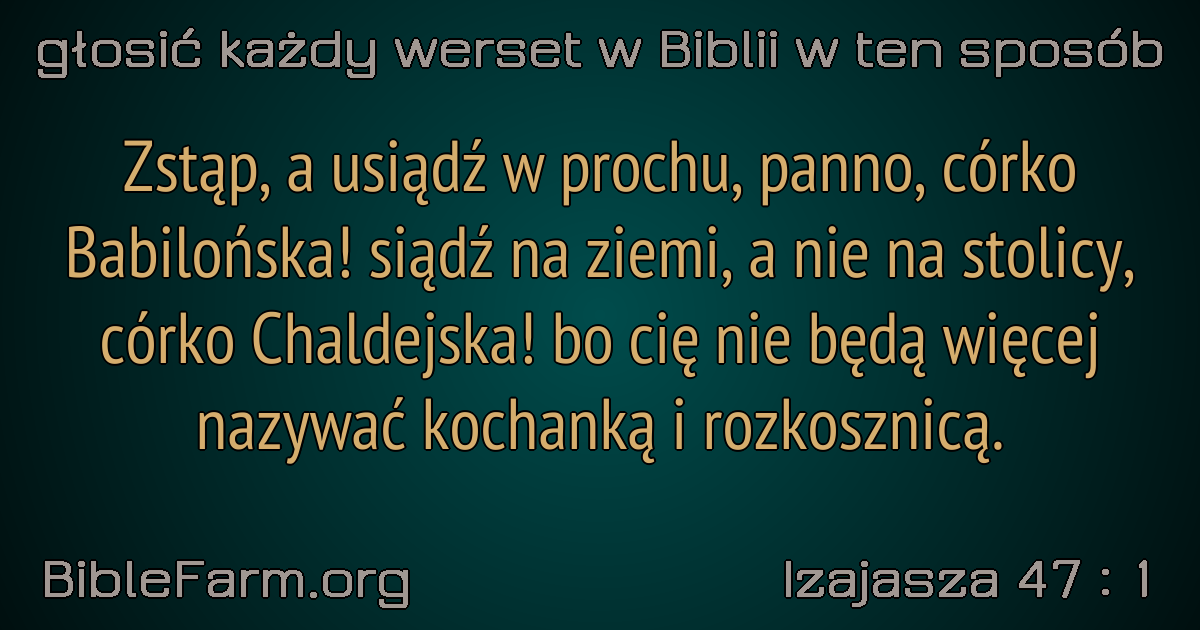 głosić każdy werset w Biblii w ten sposób
Zstąp, a usiądź w prochu, panno, córko
Babilońska! siądź na ziemi, a nie na stolicy,
córko Chaldejska! bo cię nie będą więcej
nazywać kochanką i rozkosznicą.
BibleFarm.org
Izajasza 47 : 1